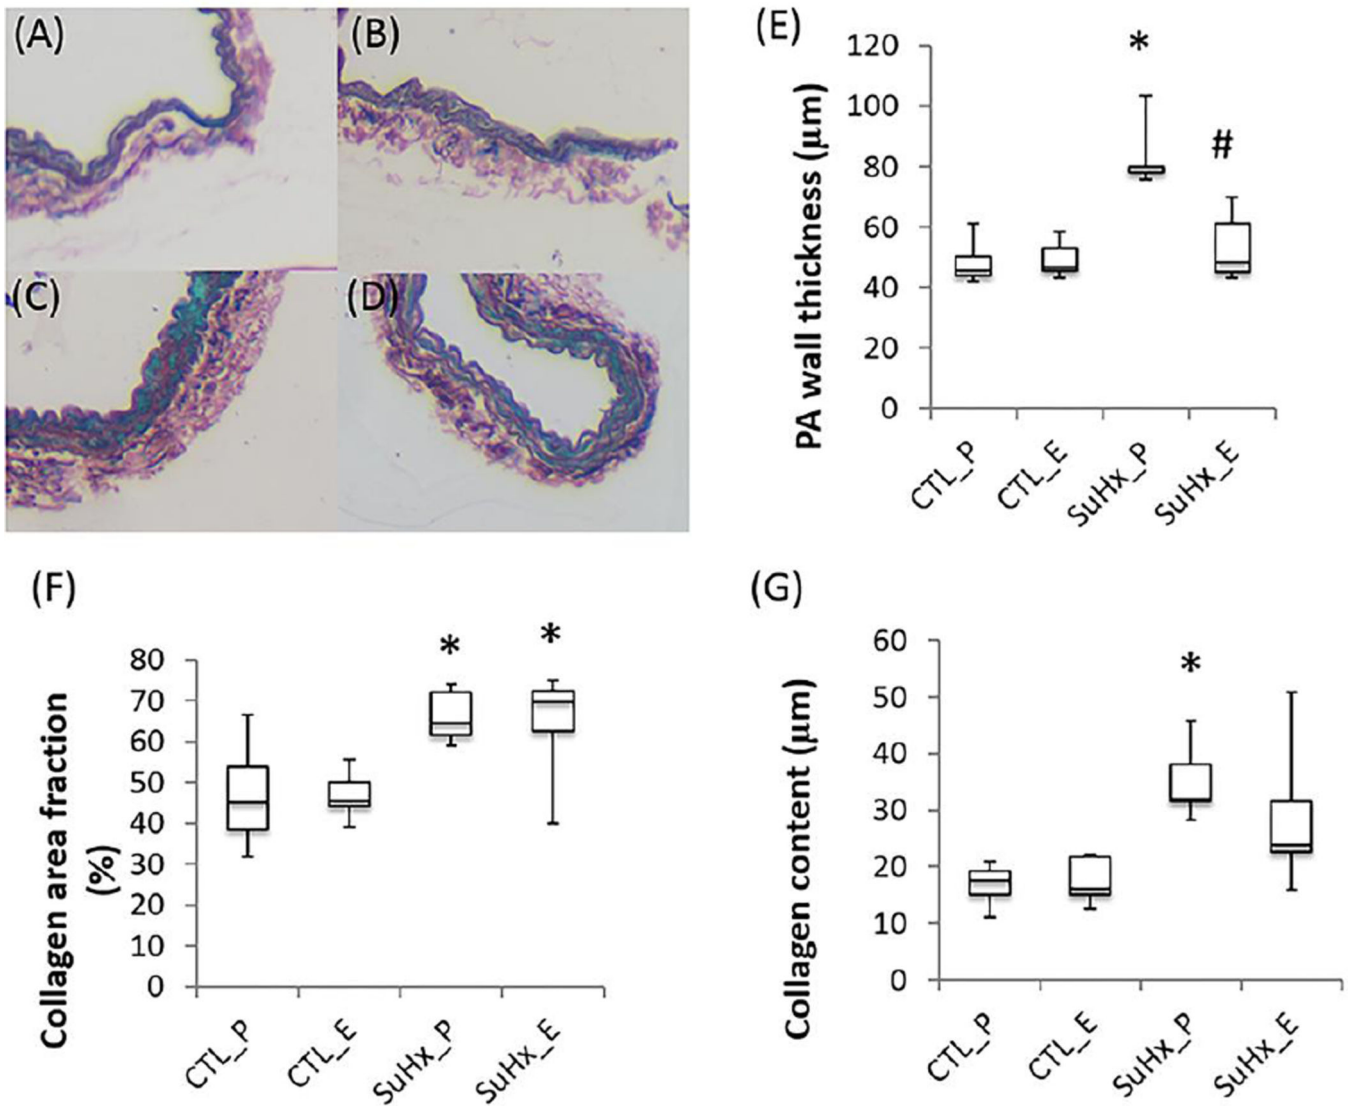 (A)
(B)
(C)
(D)
(E)
PA wall thickness (μm)
120
100
80
60
40
20
0
*
#
CTL_P
CTL_E
SuHx_P
SuHx_E
(F)
Collagen area fraction
(%)
80
70
60
50
40
30
20
10
0
*
*
CTL_P
CTL_E
SuHx_P
SuHx_E
(G)
Collagen content (μm)
60
50
40
30
20
10
0
*
CTL_P
CTL_E
SuHx_P
SuHx_E